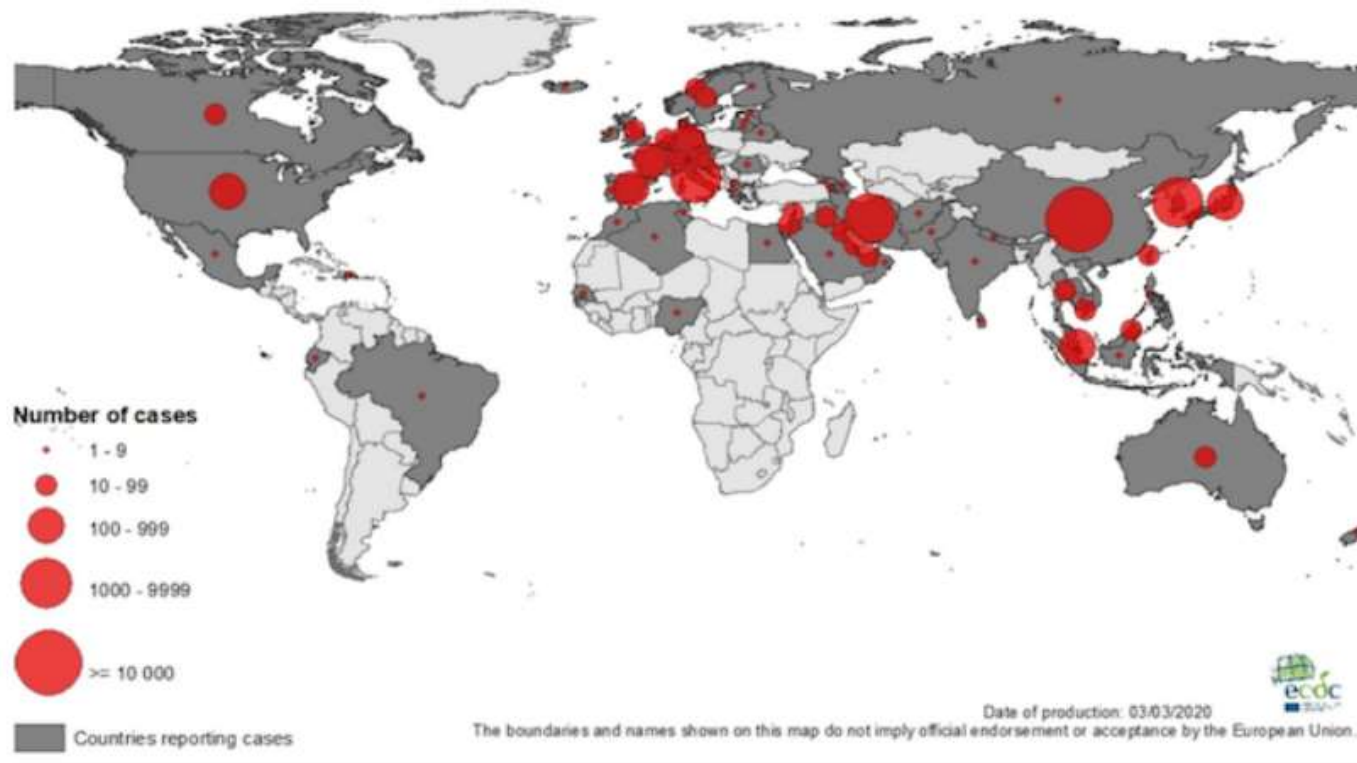 Number of cases
1 - 9
10 - 99
100 - 999
1000 - 9999
>= 10 000
Countries reporting cases
ecdc
Date of production: 03/03/2020
The boundaries and names shown on this map do not imply official endorsement or acceptance by the European Union.